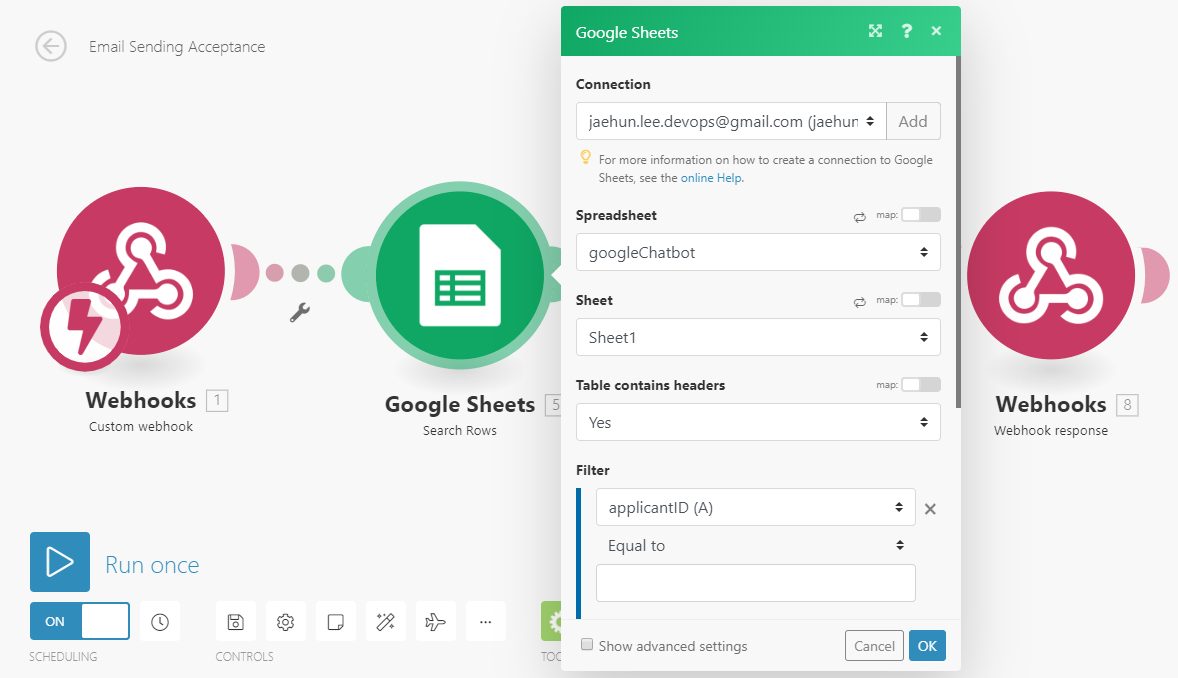 Email Sending Acceptance
Google Sheets
?
Connection
jaehun.lee.devops@gmail.com (jaehun
Add
For more information on how to create a connection to Google
Sheets, see the online Help.
Spreadsheet
map:
googleChatbot
Sheet
map:
Sheet1
Table contains headers
map:
Yes
Filter
applicantID (A)
Equal to
Show advanced settings
Cancel
OK
Webhooks
1
Custom webhook
Google Sheets
5
Search Rows
Webhooks
8
Webhook response
Run once
ON
SCHEDULING
CONTROLS